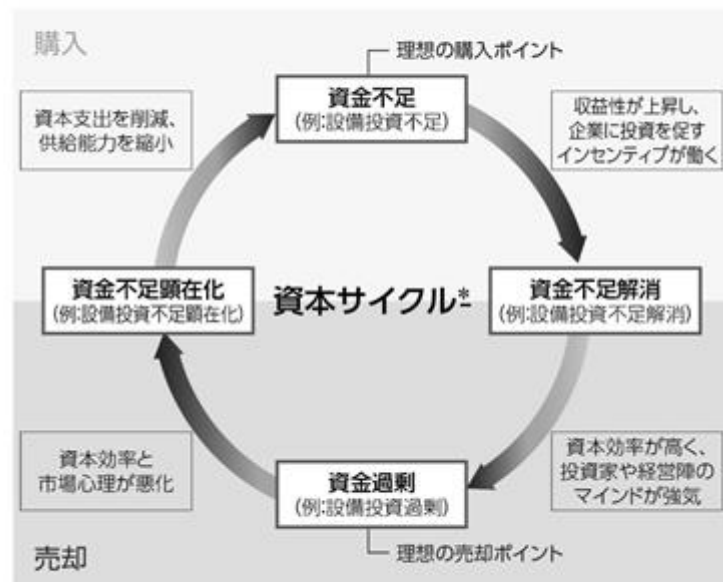 購入
理想の購入ポイント
資金不足
(例:設備投資不足)
資本支出を削減、
供給能力を縮小
収益性が上昇し、
企業に投資を促す
インセンティブが働く
資金不足顕在化
(例:設備投資不足顕在化)
資本サイクル*
資金不足解消
(例:設備投資不足解消)
資本効率と
市場心理が悪化
資金過剰
(例:設備投資過剰)
資本効率が高く、
投資家や経営陣の
マインドが強気
売却
理想の売却ポイント